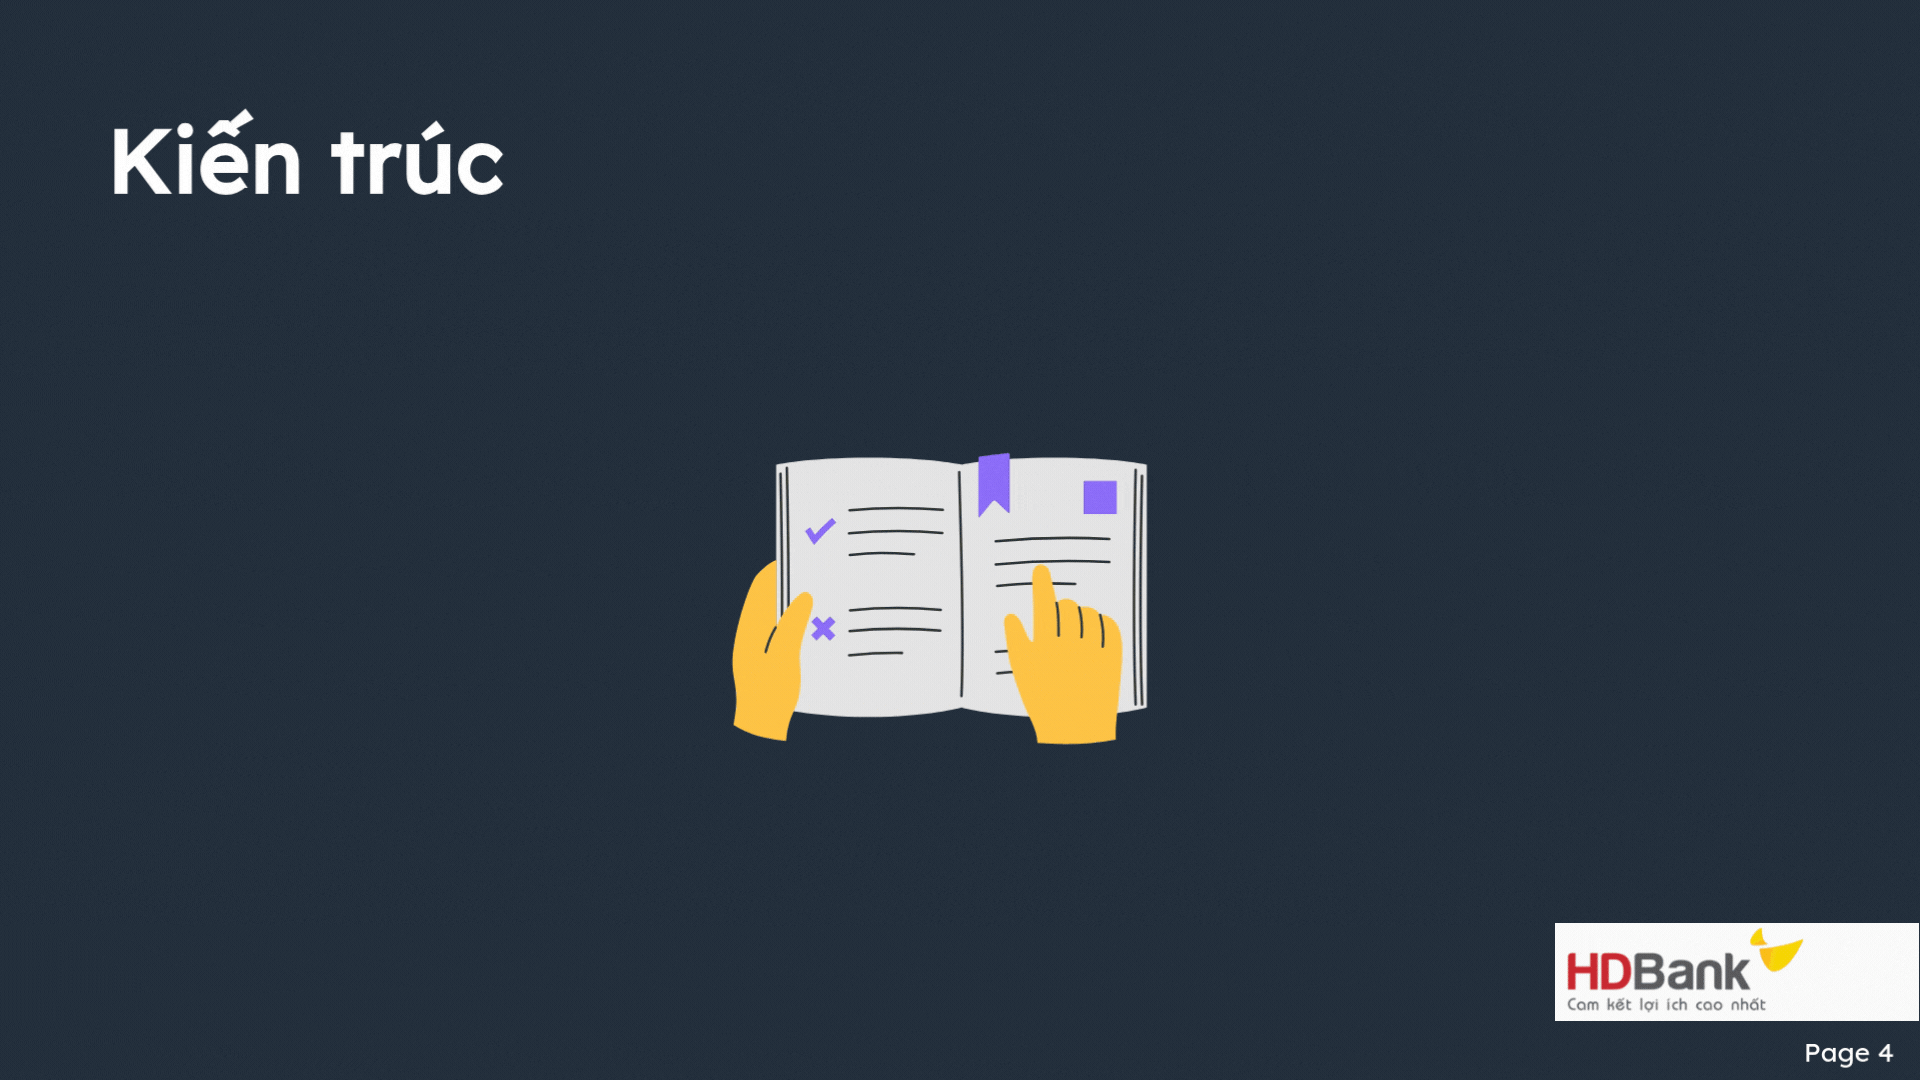 Kiến trúc
HDBank
Cam kết lợi ích cao nhất
Page 4